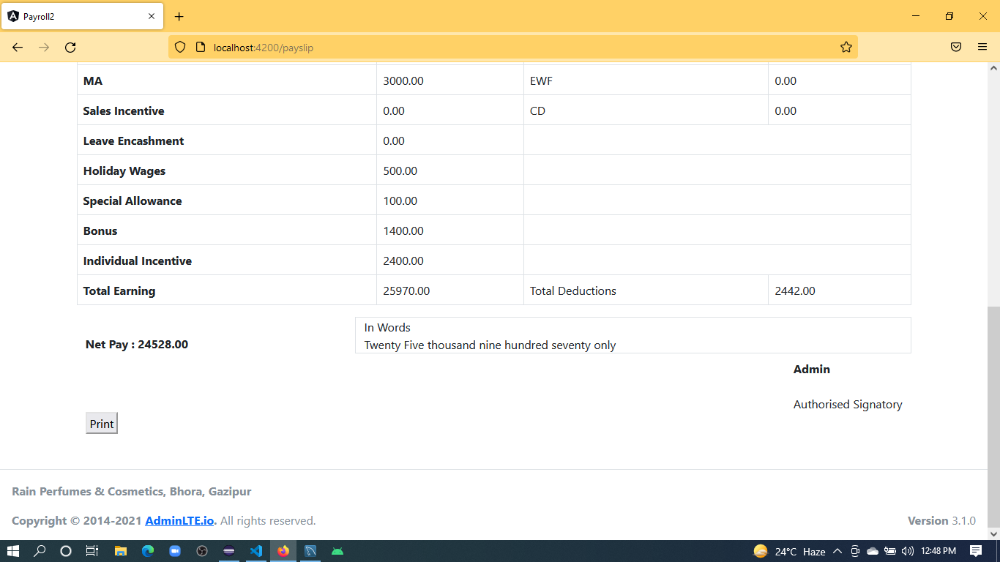 Payroll2
localhost:4200/payslip
MA 3000.00 EWF 0.00
Sales Incentive 0.00 CD 0.00
Leave Encashment 0.00
Holiday Wages 500.00
Special Allowance 100.00
Bonus 1400.00
Individual Incentive 2400.00
Total Earning 25970.00 Total Deductions 2442.00
In Words
Net Pay : 24528.00 Twenty Five thousand nine hundred seventy only
Admin
Authorised Signatory
Print
Rain Perfumes & Cosmetics, Bhora, Gazipur
Copyright © 2014-2021 AdminLTE.io. All rights reserved. Version 3.1.0
24°C Haze 12:48 PM